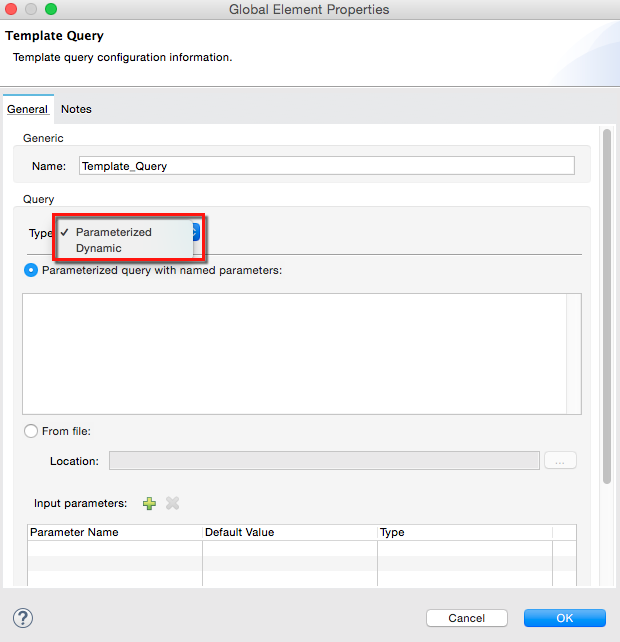 Global Element Properties
Template Query
Template query configuration information.
General Notes
Generic
Name: Template_Query
Query
Type ✓ Parameterized
Dynamic
Parameterized query with named parameters:
From file:
Location: ...
Input parameters:
Parameter Name Default Value Type
? Cancel OK